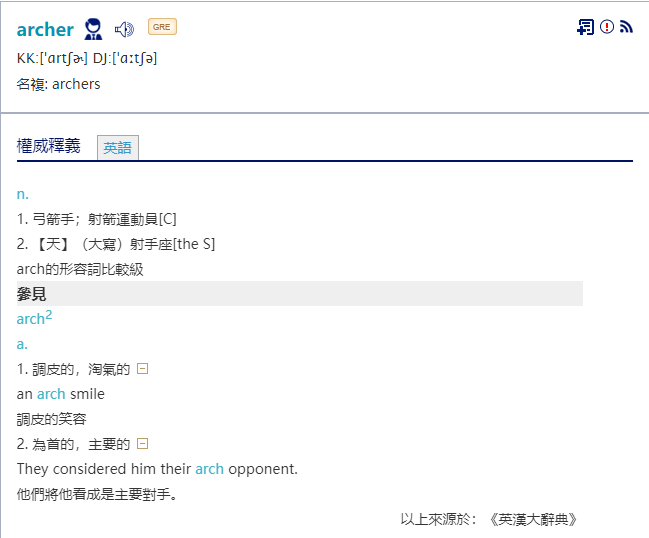 archer GRE
KK:[ˈɑrtʃɚ] DJ:[ˈɑːtʃə]
名複: archers
權威釋義 英語
n.
1. 弓箭手；射箭運動員[C]
2. 【天】（大寫）射手座[the S]
arch的形容詞比較級
參見
arch2
a.
1. 調皮的，淘氣的
an arch smile
調皮的笑容
2. 為首的，主要的
They considered him their arch opponent.
他們將他看成是主要對手。
以上來源於：《英漢大辭典》